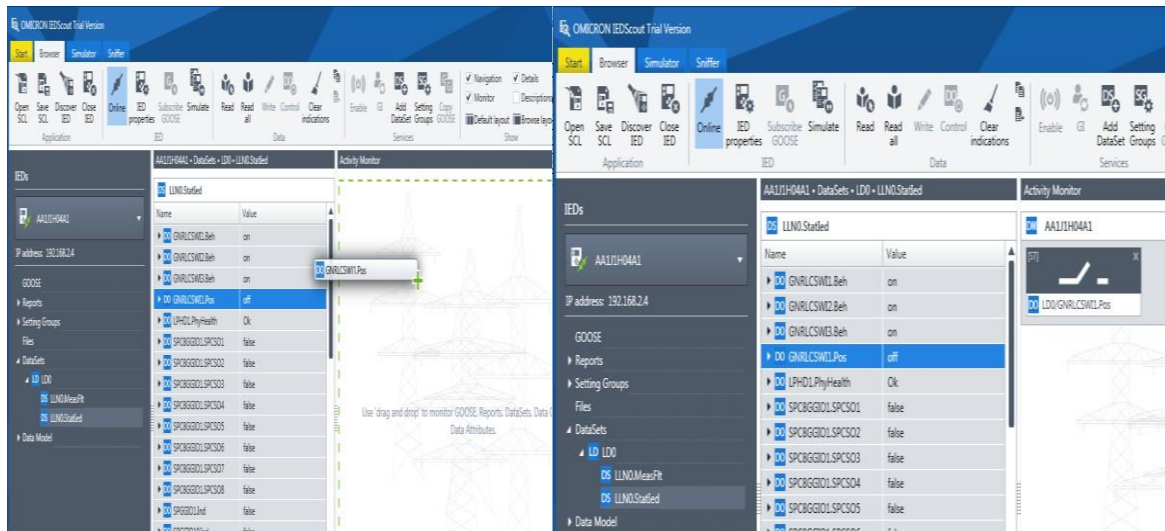 OMICRON IEDScout Trial Version
Start Browser Simulator Sniffer
Open SCL Save SCL Discover IED Close IED Online IED properties Subscribe GOOSE Simulate Read Read all Write Control Clear indications Enable GI Add DataSet Setting Groups Copy
Navigation Details
Monitor Descriptions
Default layout
Application IED Data Services Show
IEDs
AA1J1H04A1
IP address: 192.168.2.4
GOOSE
Reports
Setting Groups
Files
DataSets
LD LD0
DS LLN0.MeasFlt
DS LLN0.StatIed
Data Model
AA1J1H04A1 • DataSets • LD0 • LLN0.StatIed
DS LLN0.StatIed
Name Value
DO GNRLCSWI1.Beh on
DO GNRLCSWI2.Beh on
DO GNRLCSWI3.Beh on
DO GNRLCSWI1.Pos off
DO LPHD1.PhyHealth Ok
DO SPC8GGIO1.SPCSO1 false
DO SPC8GGIO1.SPCSO2 false
DO SPC8GGIO1.SPCSO3 false
DO SPC8GGIO1.SPCSO4 false
DO SPC8GGIO1.SPCSO5 false
DO SPC8GGIO1.SPCSO6 false
DO SPC8GGIO1.SPCSO7 false
DO SPC8GGIO1.SPCSO8 false
DO SPGGIO1.Ind false
Activity Monitor
DO GNRLCSWI1.Pos
Use 'drag and drop' to monitor GOOSE, Reports, DataSets, Data
Data Attributes.
OMICRON IEDScout Trial Version
Start Browser Simulator Sniffer
Open SCL Save SCL Discover IED Close IED Online IED properties Subscribe GOOSE Simulate Read Read all Write Control Clear indications Enable GI Add DataSet Setting Groups
Application IED Data Services
IEDs
AA1J1H04A1
IP address: 192.168.2.4
GOOSE
Reports
Setting Groups
Files
DataSets
LD LD0
DS LLN0.MeasFlt
DS LLN0.StatIed
Data Model
AA1J1H04A1 • DataSets • LD0 • LLN0.StatIed
DS LLN0.StatIed
Name Value
DO GNRLCSWI1.Beh on
DO GNRLCSWI2.Beh on
DO GNRLCSWI3.Beh on
DO GNRLCSWI1.Pos off
DO LPHD1.PhyHealth Ok
DO SPC8GGIO1.SPCSO1 false
DO SPC8GGIO1.SPCSO2 false
DO SPC8GGIO1.SPCSO3 false
DO SPC8GGIO1.SPCSO4 false
DO SPC8GGIO1.SPCSO5 false
Activity Monitor
AA1J1H04A1
[ST] X
DO LD0/GNRLCSWI1.Pos